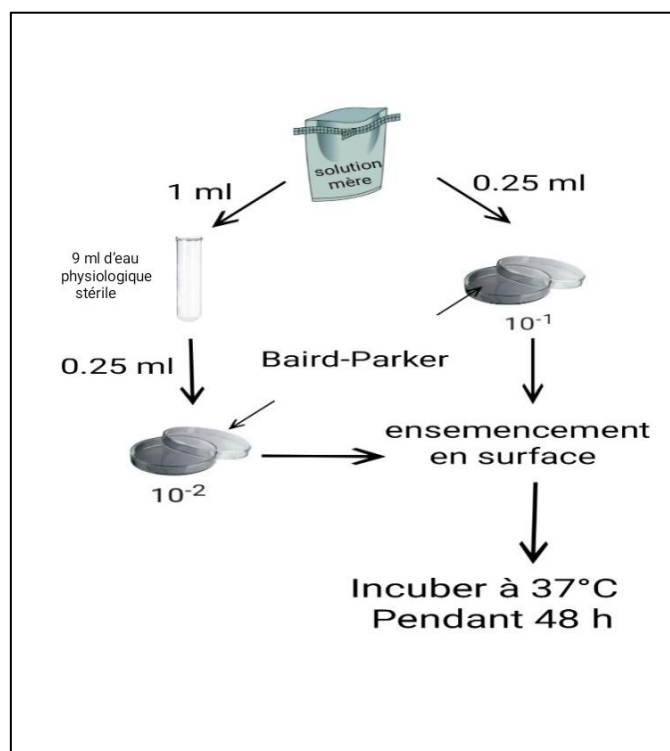 solution
mère
1 ml
0.25 ml
9 ml d'eau
physiologique
stérile
10-1
0.25 ml
Baird-Parker
ensemencement
en surface
10-2
Incuber à 37°C
Pendant 48 h